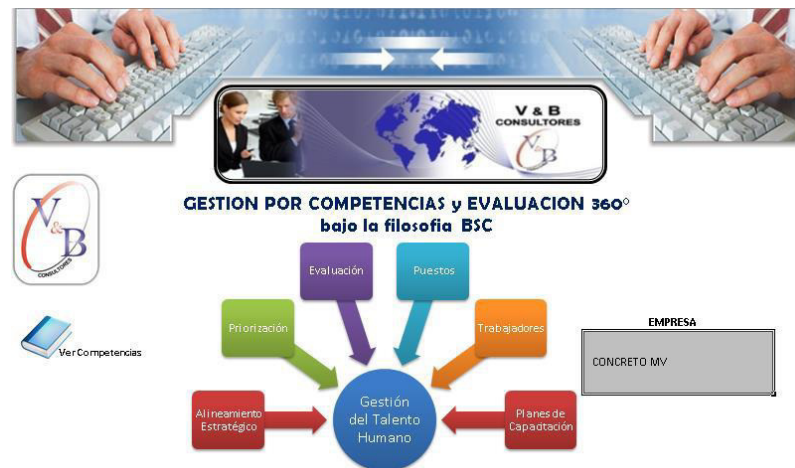 V & B
CONSULTORES
V&B
GESTION POR COMPETENCIAS y EVALUACION 360°
bajo la filosofia BSC
V&B
CONSULTORES
Evaluación
Puestos
Priorización
Trabajadores
EMPRESA
Ver Competencias
CONCRETO MV
Alineamiento
Estratégico
Gestión
del Talento
Humano
Planes de
Capacitación